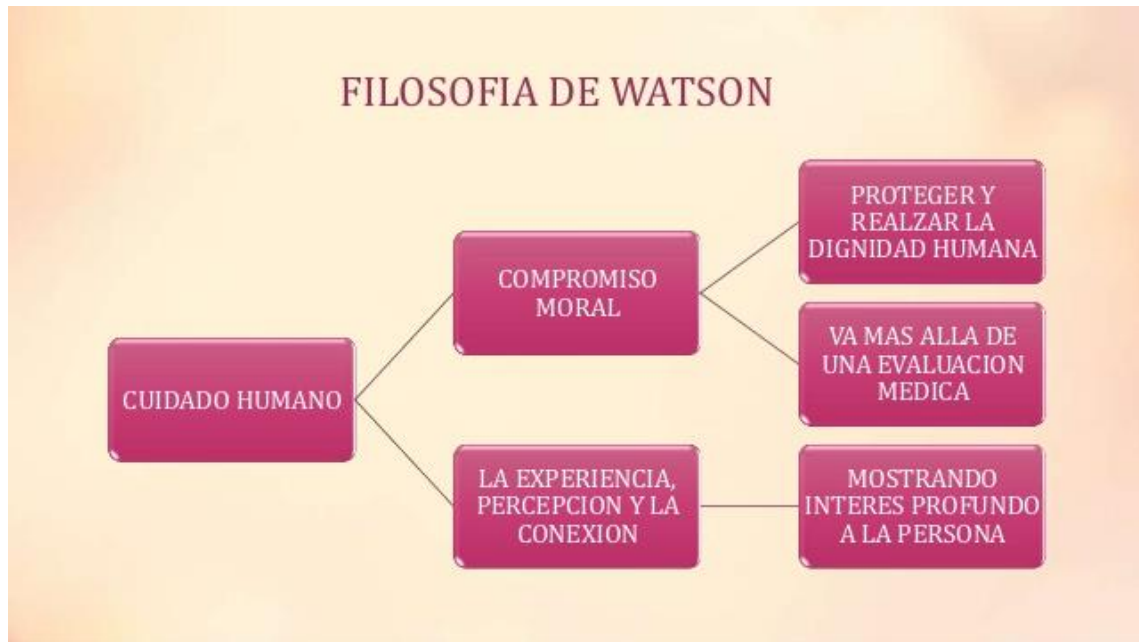 FILOSOFIA DE WATSON
CUIDADO HUMANO
COMPROMISO
MORAL
PROTEGER Y
REALZAR LA
DIGNIDAD HUMANA
VA MAS ALLA DE
UNA EVALUACION
MEDICA
LA EXPERIENCIA,
PERCEPCION Y LA
CONEXION
MOSTRANDO
INTERES PROFUNDO
A LA PERSONA